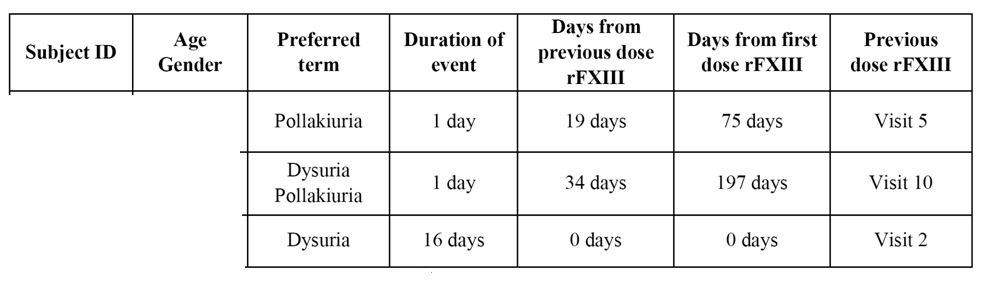 Subject ID
Age
Gender
Preferred
term
Duration of
event
Days from
previous dose
rFXIII
Days from first
dose rFXIII
Previous
dose rFXIII
Pollakiuria
1 day
19 days
75 days
Visit 5
Dysuria
Pollakiuria
1 day
34 days
197 days
Visit 10
Dysuria
16 days
0 days
0 days
Visit 2